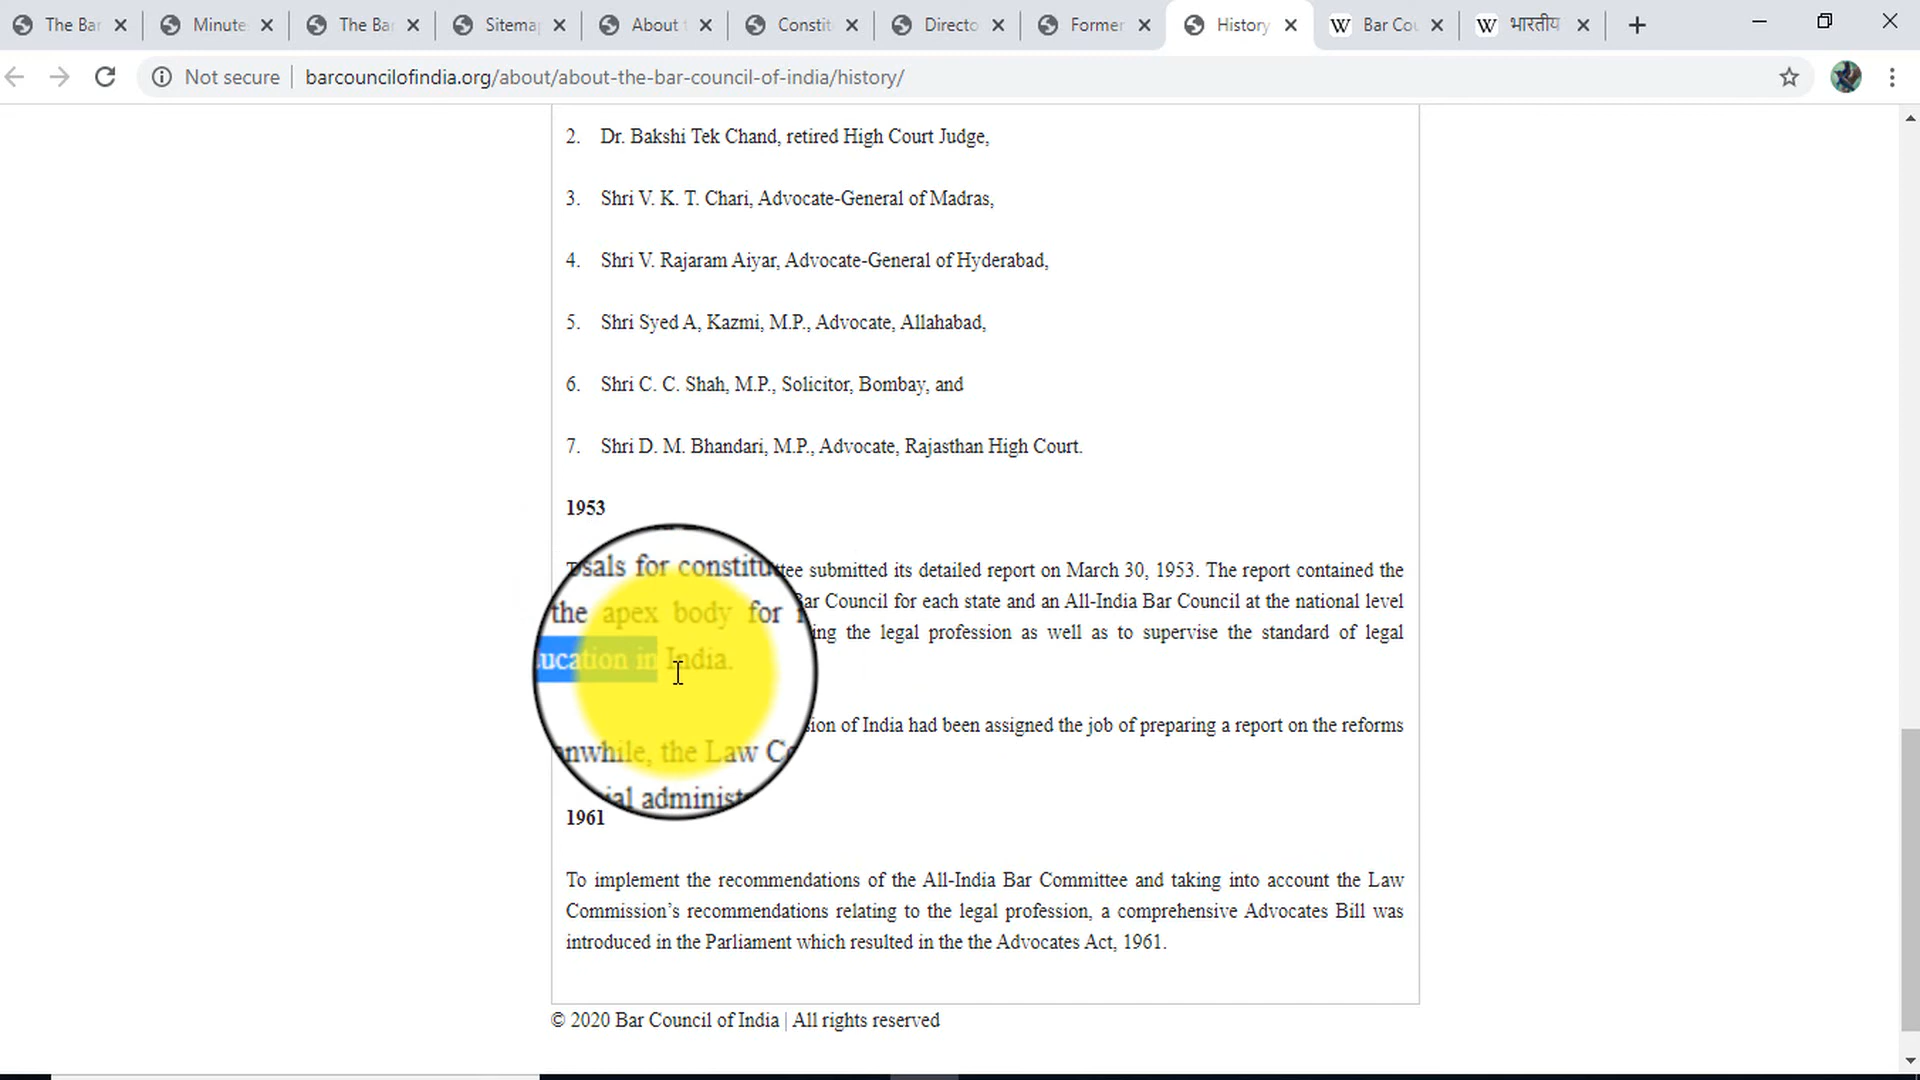 The Bar
Minute
The Bar
Sitema
About t
Constit
Directo
Former
History
Bar Cou
भारतीय
Not secure
barcouncilofindia.org/about/about-the-bar-council-of-india/history/
2. Dr. Bakshi Tek Chand, retired High Court Judge,
3. Shri V. K. T. Chari, Advocate-General of Madras,
4. Shri V. Rajaram Aiyar, Advocate-General of Hyderabad,
5. Shri Syed A, Kazmi, M.P., Advocate, Allahabad,
6. Shri C. C. Shah, M.P., Solicitor, Bombay, and
7. Shri D. M. Bhandari, M.P., Advocate, Rajasthan High Court.
1953
submitted its detailed report on March 30, 1953. The report contained the
osals for constitu
Bar Council for each state and an All-India Bar Council at the national level
the apex body for
ing the legal profession as well as to supervise the standard of legal
ucation in India.
ion of India had been assigned the job of preparing a report on the reforms
anwhile, the Law Co
ial administ
1961
To implement the recommendations of the All-India Bar Committee and taking into account the Law
Commission’s recommendations relating to the legal profession, a comprehensive Advocates Bill was
introduced in the Parliament which resulted in the the Advocates Act, 1961.
© 2020 Bar Council of India | All rights reserved